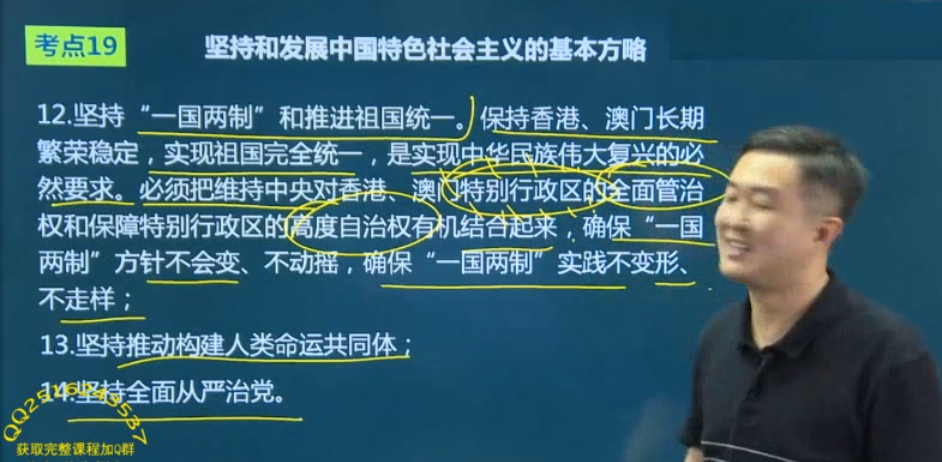 考点19
坚持和发展中国特色社会主义的基本方略
12.坚持“一国两制”和推进祖国统一。保持香港、澳门长期
繁荣稳定，实现祖国完全统一，是实现中华民族伟大复兴的必
然要求。必须把维持中央对香港、澳门特别行政区的全面管治
权和保障特别行政区的高度自治权有机结合起来，确保“一国
两制”方针不会变、不动摇，确保“一国两制”实践不变形、
不走样；
13.坚持推动构建人类命运共同体；
14.坚持全面从严治党。
QQ2516243537
获取完整课程加Q群